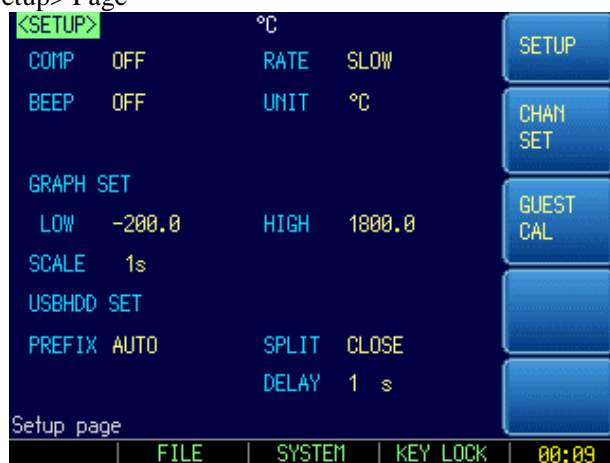 etup> Page
<SETUP> °C
COMP OFF RATE SLOW
BEEP OFF UNIT °C
GRAPH SET
LOW -200.0 HIGH 1800.0
SCALE 1s
USBHDD SET
PREFIX AUTO SPLIT CLOSE
DELAY 1 s
Setup page
SETUP
CHAN
SET
GUEST
CAL
FILE | SYSTEM | KEY LOCK | 00:09